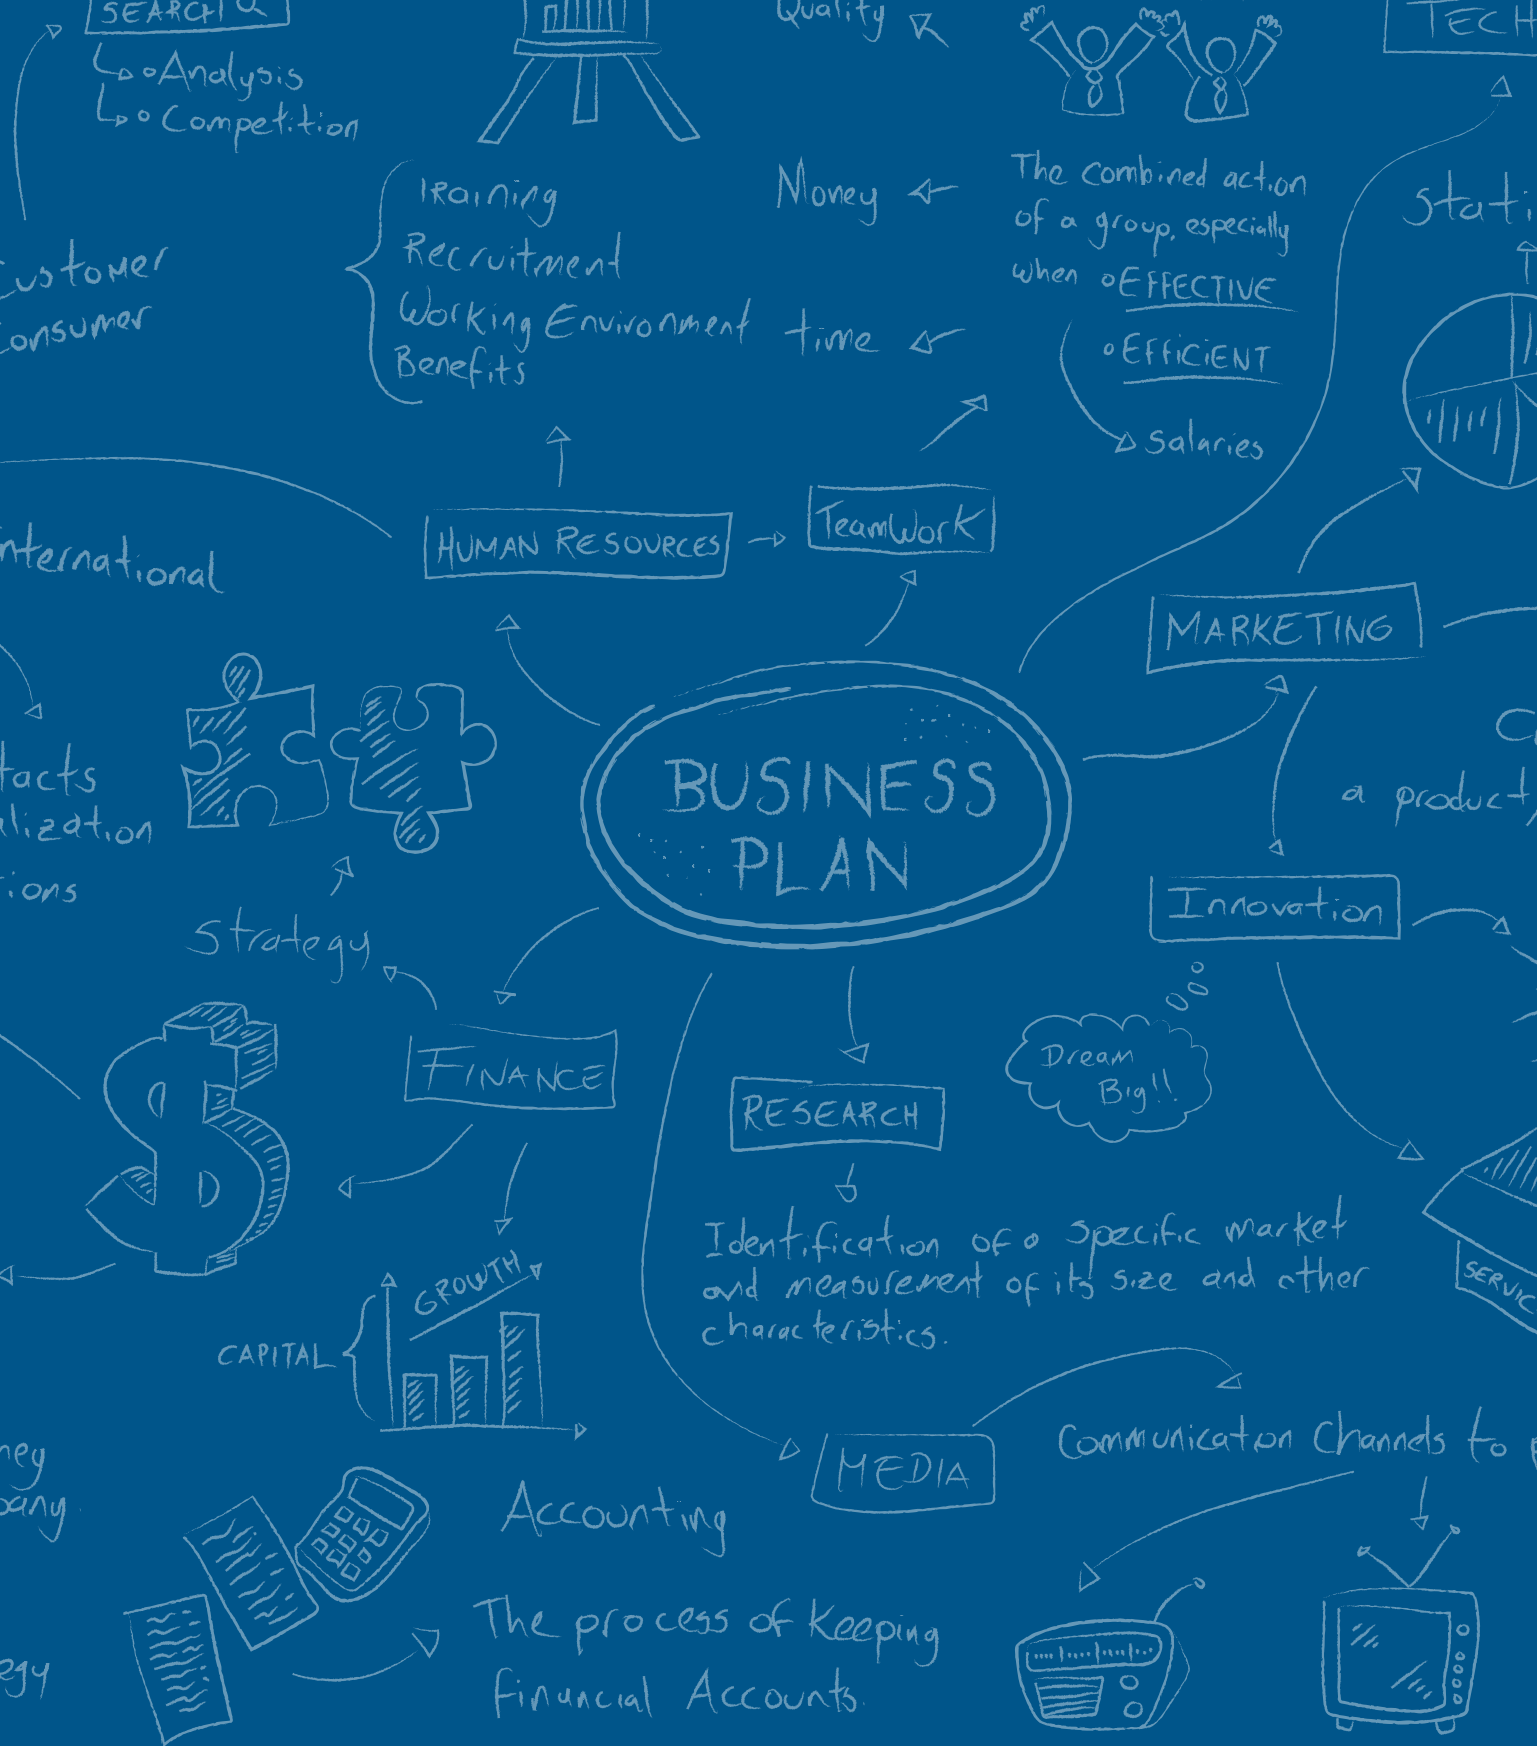 SEARCH
Analysis
Competition
Quality
TECH
Training
Recruitment
Working Environment
Benefits
Money
time
The combined action
of a group, especially
when EFFECTIVE
EFFICIENT
Salaries
Customer
Consumer
HUMAN RESOURCES
TeamWork
MARKETING
a product
BUSINESS
PLAN
Innovation
Strategy
FINANCE
RESEARCH
Dream
Big!!
Identification of a specific market
and measurement of its size and other
characteristics.
GROWTH
CAPITAL
MEDIA
Communication Channels to
Accounting
The process of Keeping
Financial Accounts.